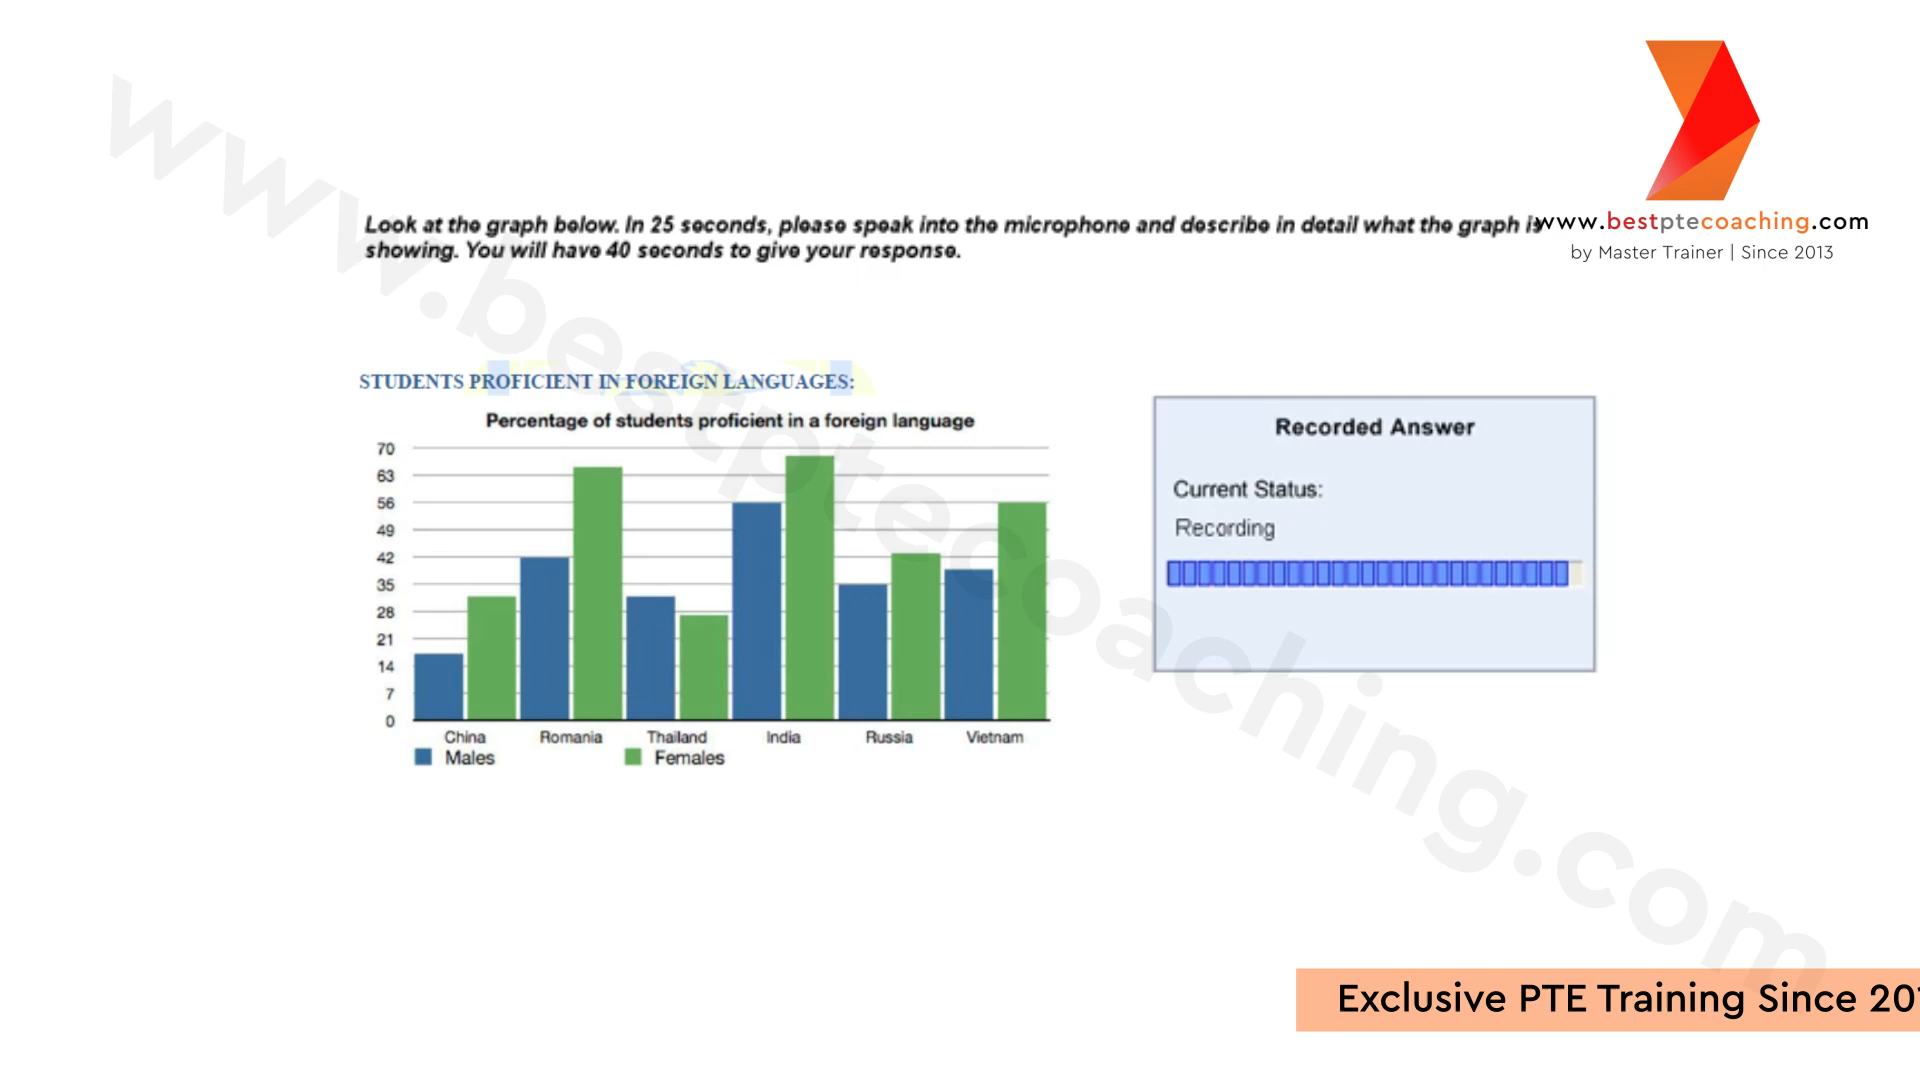 www.bestptecoaching.com
Look at the graph below. In 25 seconds, please speak into the microphone and describe in detail what the graph is
showing. You will have 40 seconds to give your response.
www.bestptecoaching.com
by Master Trainer | Since 2013
STUDENTS PROFICIENT IN FOREIGN LANGUAGES:
Percentage of students proficient in a foreign language
70
63
56
49
42
35
28
21
14
7
0
China Romania Thailand India Russia Vietnam
Males Females
Recorded Answer
Current Status:
Recording
Exclusive PTE Training Since 201